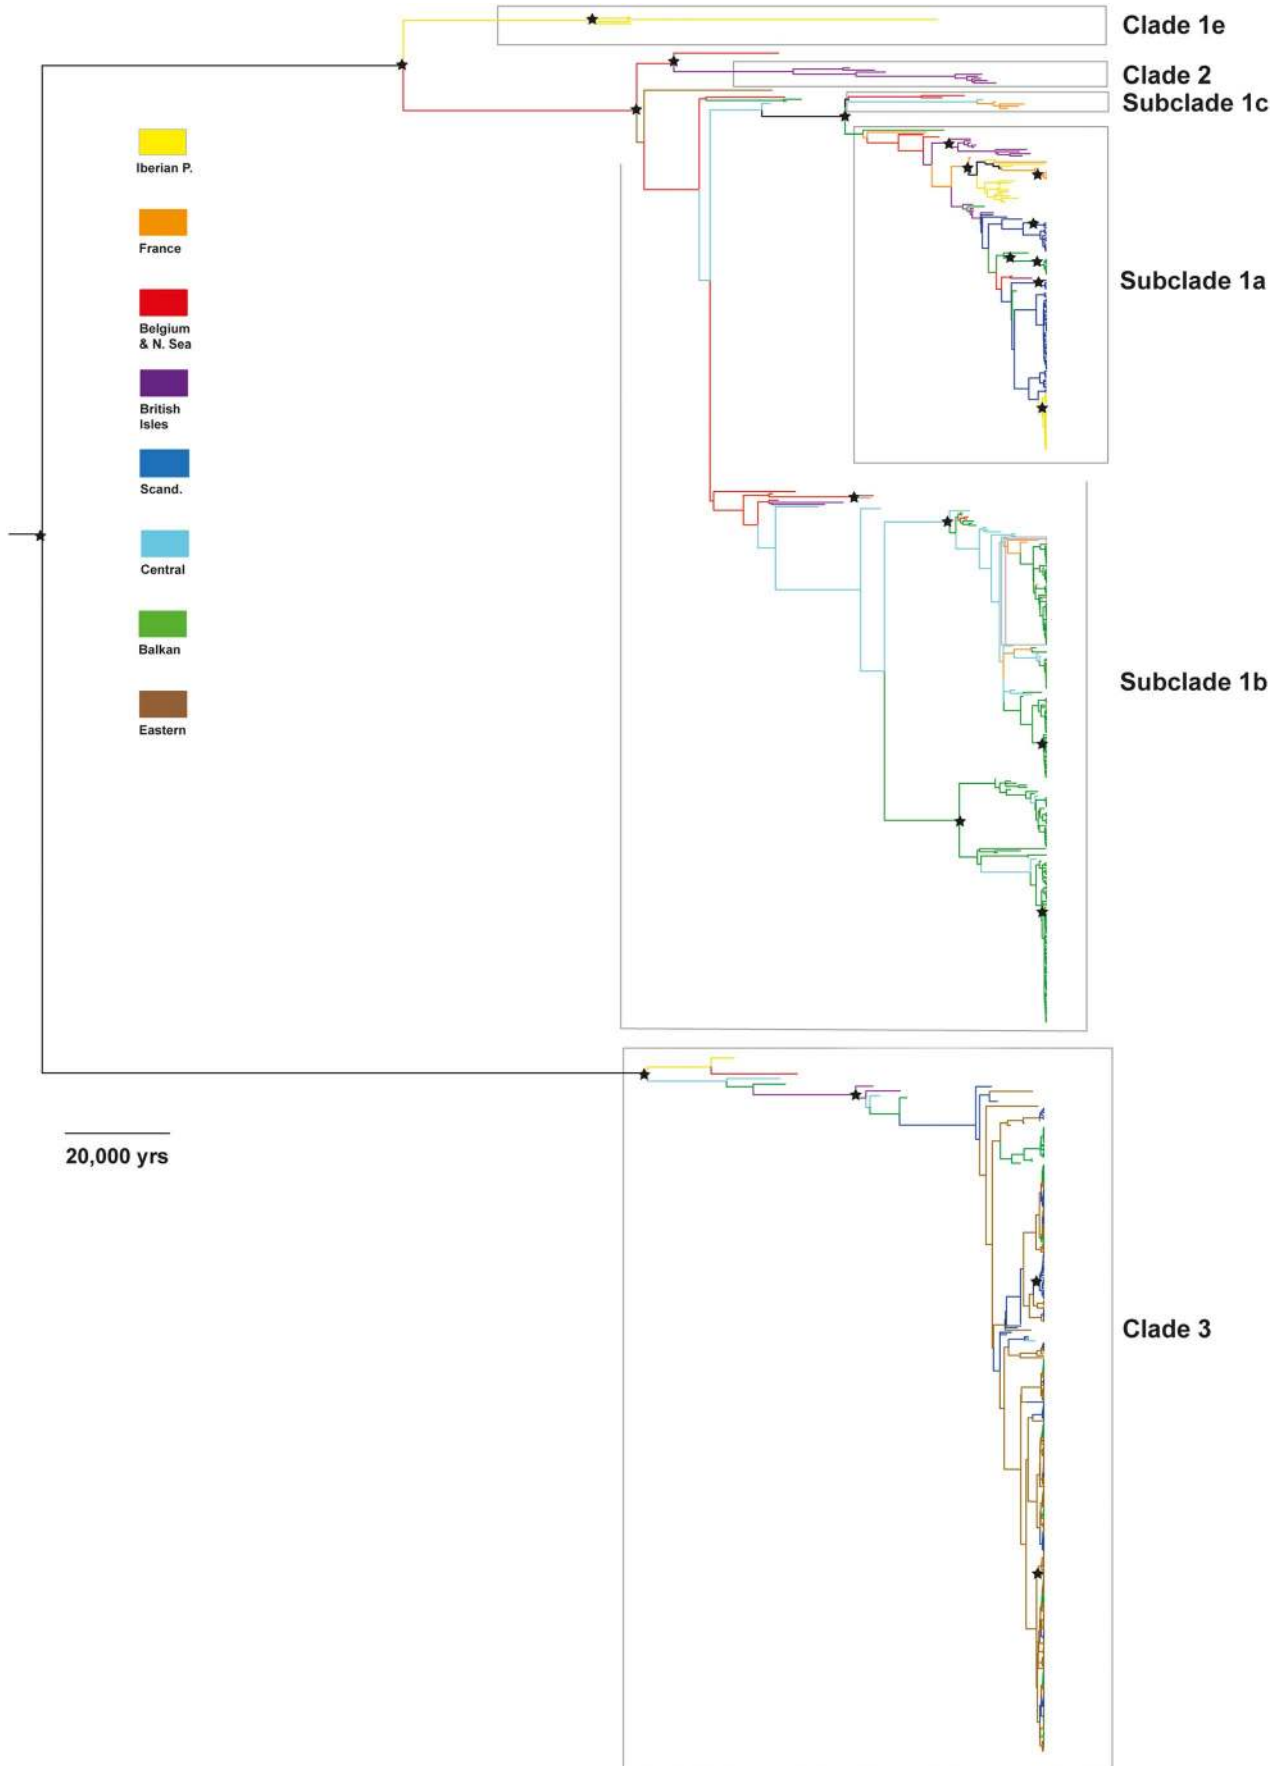 Clade 1e
Clade 2
Subclade 1c
Iberian P.
France
Subclade 1a
Belgium
& N. Sea
British
Isles
Scand.
Central
Balkan
Subclade 1b
Eastern
20,000 yrs
Clade 3